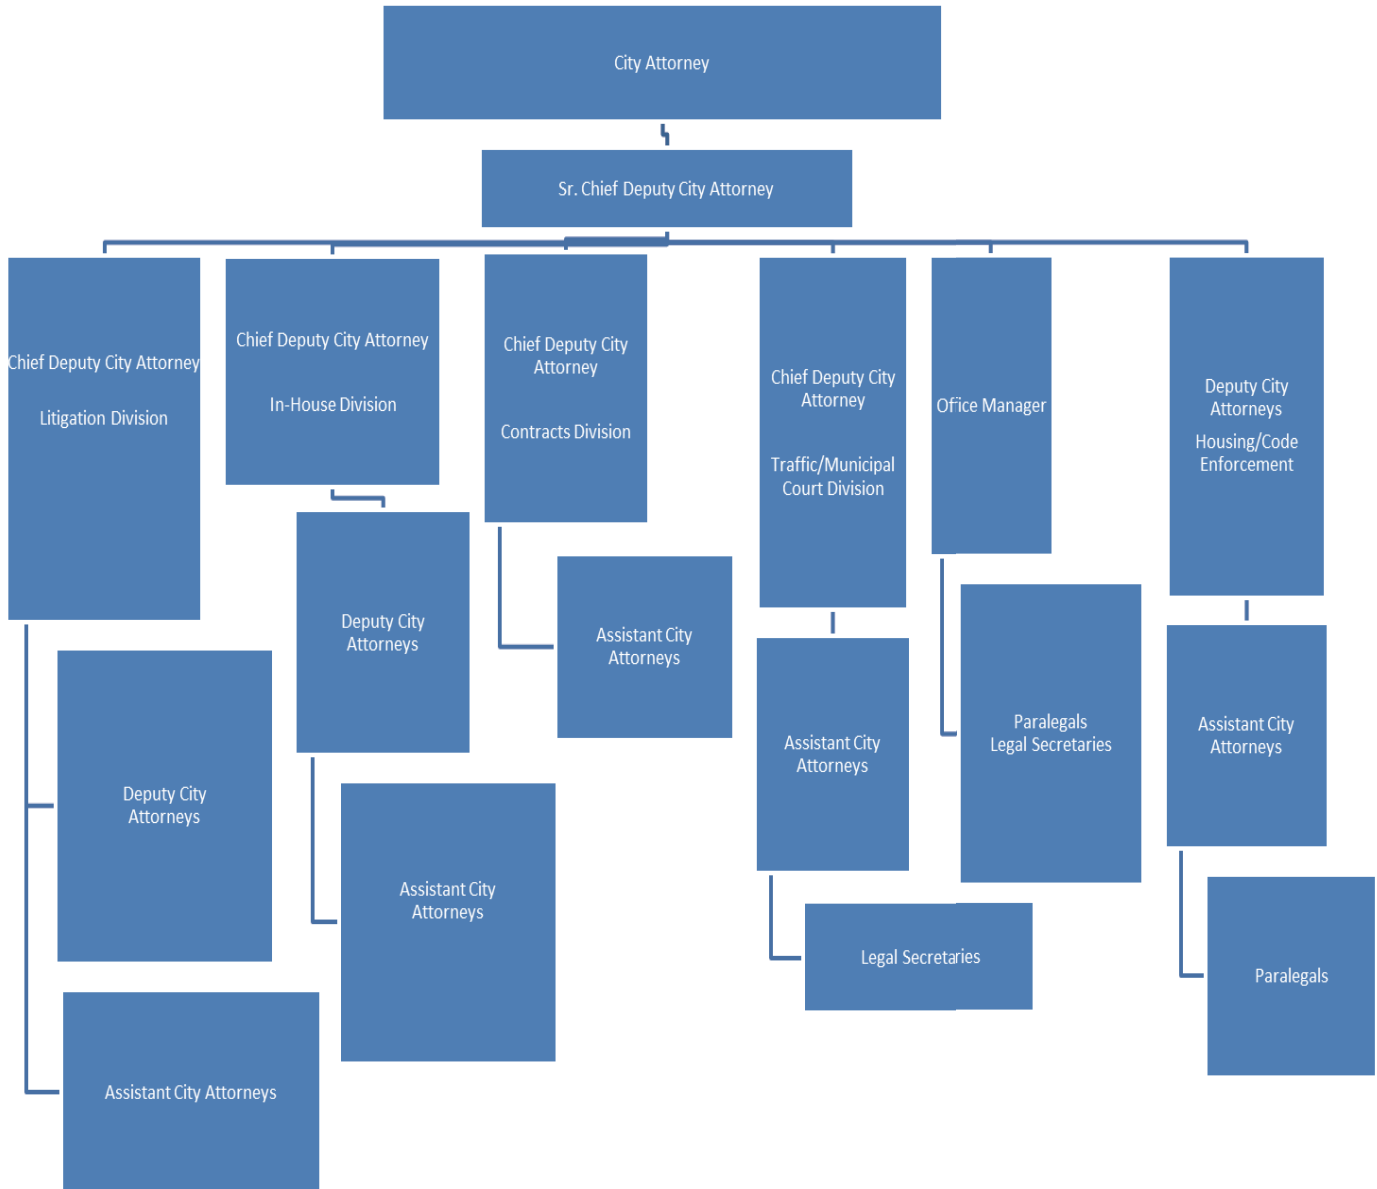 City Attorney
Sr. Chief Deputy City Attorney
Chief Deputy City Attorney
Litigation Division
Deputy City
Attorneys
Assistant City Attorneys
Chief Deputy City Attorney
In-House Division
Deputy City
Attorneys
Assistant City
Attorneys
Chief Deputy City
Attorney
Contracts Division
Assistant City
Attorneys
Chief Deputy City
Attorney
Traffic/Municipal
Court Division
Assistant City
Attorneys
Legal Secretaries
Office Manager
Paralegals
Legal Secretaries
Deputy City
Attorneys
Housing/Code
Enforcement
Assistant City
Attorneys
Paralegals